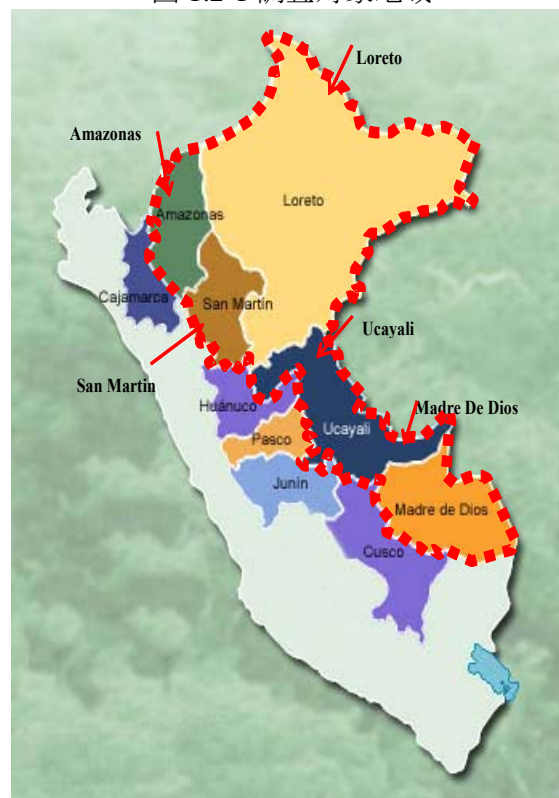 Loreto
Amazonas
Loreto
Amazonas
Cajamarca
San Martín
Ucayali
San Martin
Huánuco
Madre De Dios
Ucayali
Pasco
Junín
Madre de Dios
Cusco